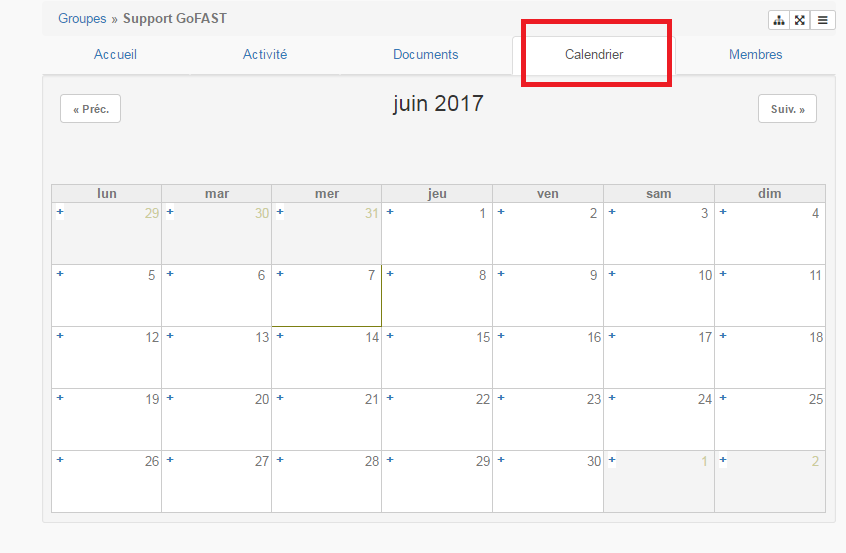 Groupes » Support GoFAST
Accueil Activité Documents Calendrier Membres
« Préc. juin 2017 Suiv. »
lun mar mer jeu ven sam dim
+ 29 + 30 + 31 + 1 + 2 + 3 + 4
+ 5 + 6 + 7 + 8 + 9 + 10 + 11
+ 12 + 13 + 14 + 15 + 16 + 17 + 18
+ 19 + 20 + 21 + 22 + 23 + 24 + 25
+ 26 + 27 + 28 + 29 + 30 + 1 + 2